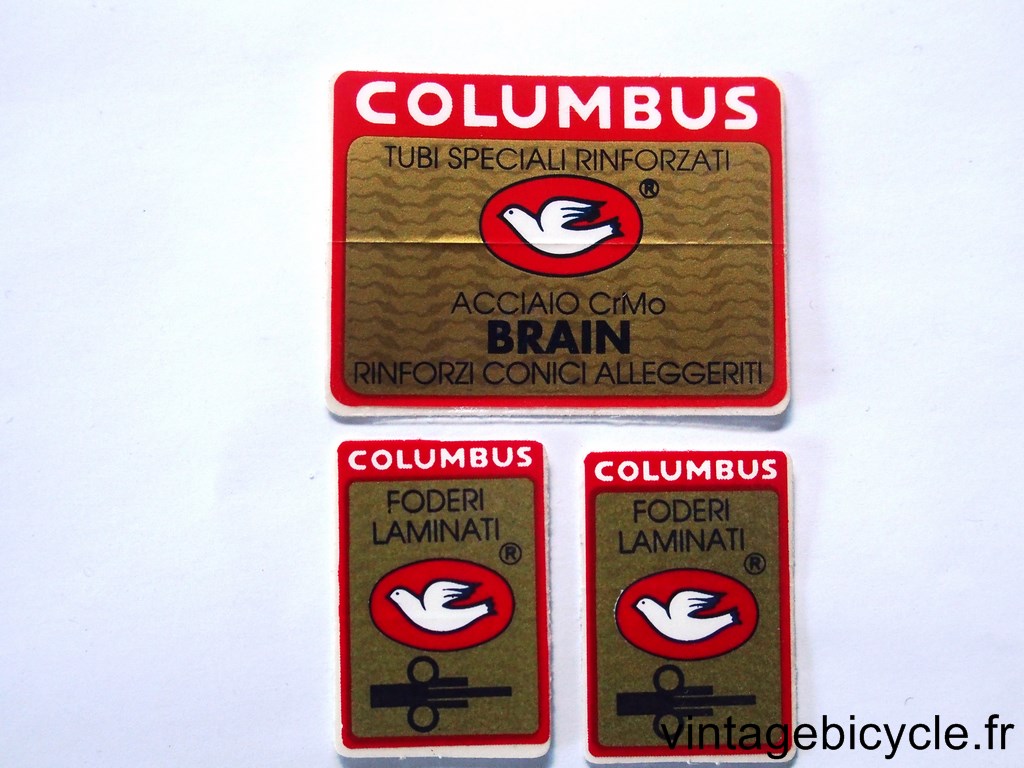 COLUMBUS
TUBI SPECIALI RINFORZATI
®
ACCIAIO CrMo
BRAIN
RINFORZI CONICI ALLEGGERITI
COLUMBUS
FODERI
LAMINATI
®
COLUMBUS
FODERI
LAMINATI
®
vintagebicycle.fr